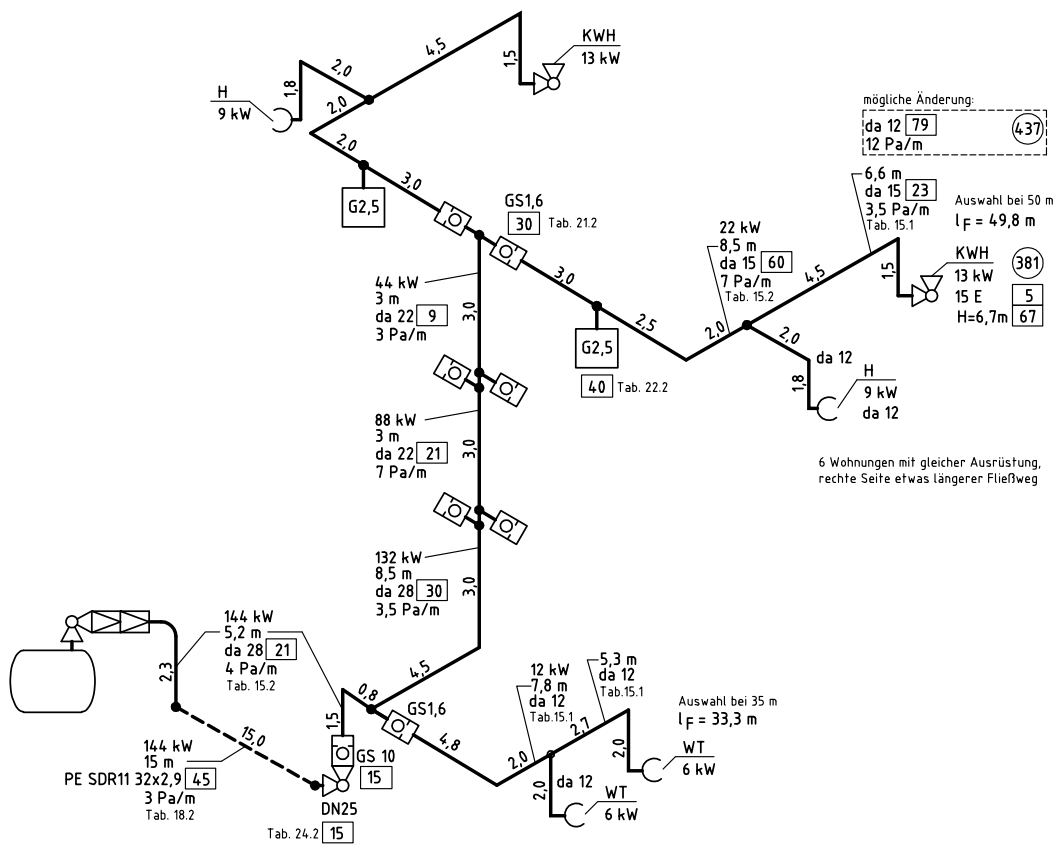 KWH
13 kW
4,5
1,5
2,0
1,8
H
9 kW
2,0
2,0
G2,5
3,0
GS1,6
30 Tab. 21.2
mögliche Änderung:
da 12 79 437
12 Pa/m
6,6 m
da 15 23
3,5 Pa/m
Tab. 15.1
Auswahl bei 50 m
lF = 49,8 m
KWH 381
13 kW
15 E 5
H=6,7m 67
4,5
1,5
22 kW
8,5 m
da 15 60
7 Pa/m
Tab. 15.2
3,0
2,5
2,0
2,0
1,8
da 12
H
9 kW
da 12
G2,5
40 Tab. 22.2
44 kW
3 m
da 22 9
3 Pa/m
3,0
88 kW
3 m
da 22 21
7 Pa/m
3,0
6 Wohnungen mit gleicher Ausrüstung,
rechte Seite etwas längerer Fließweg
132 kW
8,5 m
da 28 30
3,5 Pa/m
3,0
4,5
144 kW
5,2 m
da 28 21
4 Pa/m
Tab. 15.2
2,3
15,0
0,8
1,5
GS1,6
4,8
12 kW
7,8 m
da 12
Tab.15.1
5,3 m
da 12
Tab.15.1
Auswahl bei 35 m
lF = 33,3 m
2,0
2,7
2,0
WT
6 kW
2,0
da 12
WT
6 kW
144 kW
15 m
PE SDR11 32x2,9 45
3 Pa/m
Tab. 18.2
GS 10
15
DN25
Tab. 24.2 15